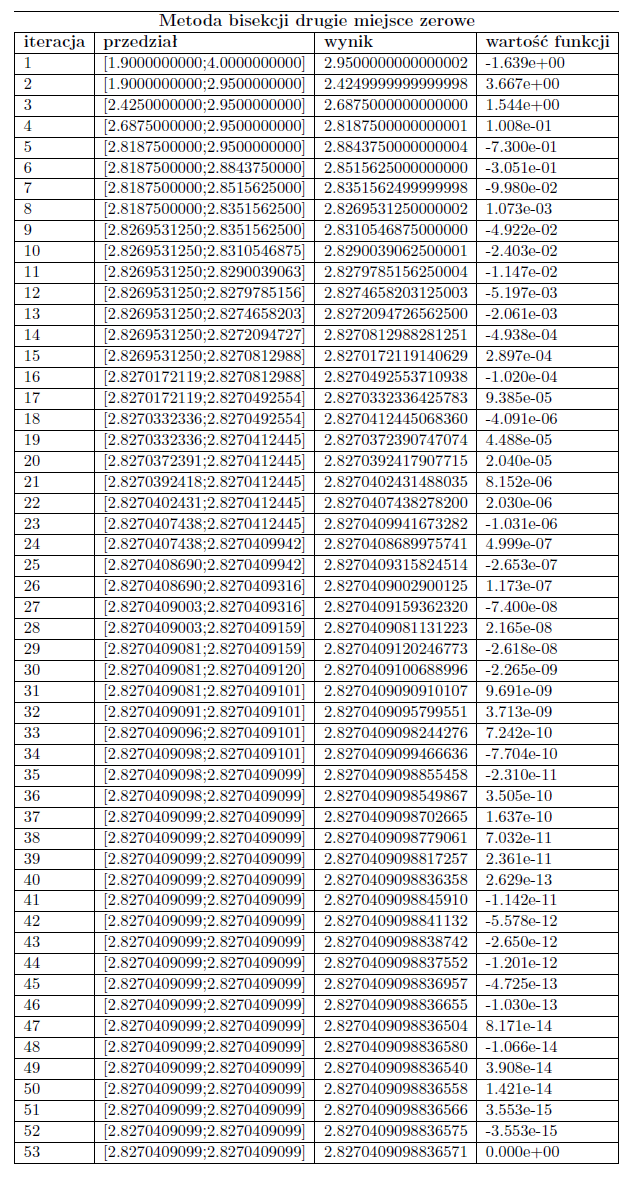 Metoda bisekcji drugie miejsce zerowe
iteracja przedział wynik wartość funkcji
1 [1.9000000000;4.0000000000] 2.9500000000000002 -1.639e+00
2 [1.9000000000;2.9500000000] 2.4249999999999998 3.667e+00
3 [2.4250000000;2.9500000000] 2.6875000000000000 1.544e+00
4 [2.6875000000;2.9500000000] 2.8187500000000001 1.008e-01
5 [2.8187500000;2.9500000000] 2.8843750000000004 -7.300e-01
6 [2.8187500000;2.8843750000] 2.8515625000000000 -3.051e-01
7 [2.8187500000;2.8515625000] 2.8351562499999998 -9.980e-02
8 [2.8187500000;2.8351562500] 2.8269531250000002 1.073e-03
9 [2.8269531250;2.8351562500] 2.8310546875000000 -4.922e-02
10 [2.8269531250;2.8310546875] 2.8290039062500001 -2.403e-02
11 [2.8269531250;2.8290039063] 2.8279785156250004 -1.147e-02
12 [2.8269531250;2.8279785156] 2.8274658203125003 -5.197e-03
13 [2.8269531250;2.8274658203] 2.8272094726562500 -2.061e-03
14 [2.8269531250;2.8272094727] 2.8270812988281251 -4.938e-04
15 [2.8269531250;2.8270812988] 2.8270172119140629 2.897e-04
16 [2.8270172119;2.8270812988] 2.8270492553710938 -1.020e-04
17 [2.8270172119;2.8270492554] 2.8270332336425783 9.385e-05
18 [2.8270332336;2.8270492554] 2.8270412445068360 -4.091e-06
19 [2.8270332336;2.8270412445] 2.8270372390747074 4.488e-05
20 [2.8270372391;2.8270412445] 2.8270392417907715 2.040e-05
21 [2.8270392418;2.8270412445] 2.8270402431488035 8.152e-06
22 [2.8270402431;2.8270412445] 2.8270407438278200 2.030e-06
23 [2.8270407438;2.8270412445] 2.8270409941673282 -1.031e-06
24 [2.8270407438;2.8270409942] 2.8270408689975741 4.999e-07
25 [2.8270408690;2.8270409942] 2.8270409315824514 -2.653e-07
26 [2.8270408690;2.8270409316] 2.8270409002900125 1.173e-07
27 [2.8270409003;2.8270409316] 2.8270409159362320 -7.400e-08
28 [2.8270409003;2.8270409159] 2.8270409081131223 2.165e-08
29 [2.8270409081;2.8270409159] 2.8270409120246773 -2.618e-08
30 [2.8270409081;2.8270409120] 2.8270409100688996 -2.265e-09
31 [2.8270409081;2.8270409101] 2.8270409090910107 9.691e-09
32 [2.8270409091;2.8270409101] 2.8270409095799551 3.713e-09
33 [2.8270409096;2.8270409101] 2.8270409098244276 7.242e-10
34 [2.8270409098;2.8270409101] 2.8270409099466636 -7.704e-10
35 [2.8270409098;2.8270409099] 2.8270409098855458 -2.310e-11
36 [2.8270409098;2.8270409099] 2.8270409098549867 3.505e-10
37 [2.8270409099;2.8270409099] 2.8270409098702665 1.637e-10
38 [2.8270409099;2.8270409099] 2.8270409098779061 7.032e-11
39 [2.8270409099;2.8270409099] 2.8270409098817257 2.361e-11
40 [2.8270409099;2.8270409099] 2.8270409098836358 2.629e-13
41 [2.8270409099;2.8270409099] 2.8270409098845910 -1.142e-11
42 [2.8270409099;2.8270409099] 2.8270409098841132 -5.578e-12
43 [2.8270409099;2.8270409099] 2.8270409098838742 -2.650e-12
44 [2.8270409099;2.8270409099] 2.8270409098837552 -1.201e-12
45 [2.8270409099;2.8270409099] 2.8270409098836957 -4.725e-13
46 [2.8270409099;2.8270409099] 2.8270409098836655 -1.030e-13
47 [2.8270409099;2.8270409099] 2.8270409098836504 8.171e-14
48 [2.8270409099;2.8270409099] 2.8270409098836580 -1.066e-14
49 [2.8270409099;2.8270409099] 2.8270409098836540 3.908e-14
50 [2.8270409099;2.8270409099] 2.8270409098836558 1.421e-14
51 [2.8270409099;2.8270409099] 2.8270409098836566 3.553e-15
52 [2.8270409099;2.8270409099] 2.8270409098836575 -3.553e-15
53 [2.8270409099;2.8270409099] 2.8270409098836571 0.000e+00